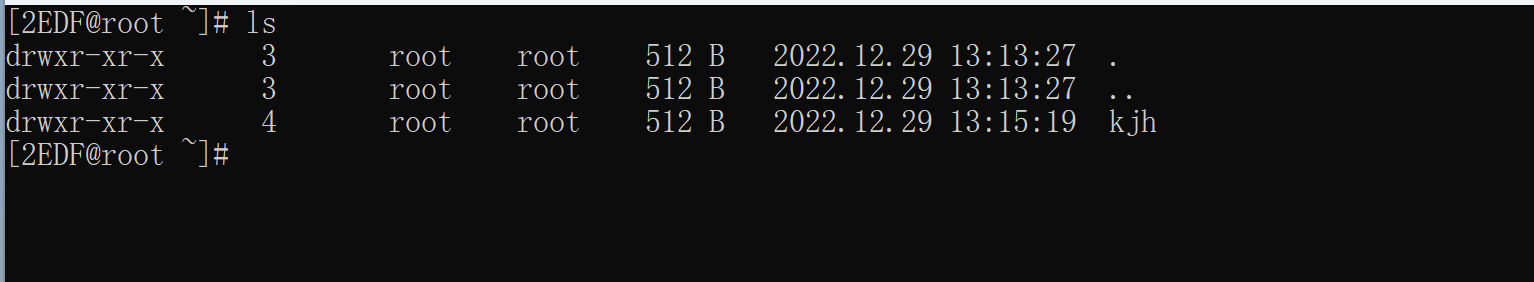 [2EDF@root ~]# ls
drwxr-xr-x 3 root root 512 B 2022.12.29 13:13:27 .
drwxr-xr-x 3 root root 512 B 2022.12.29 13:13:27 ..
drwxr-xr-x 4 root root 512 B 2022.12.29 13:15:19 kjh
[2EDF@root ~]#